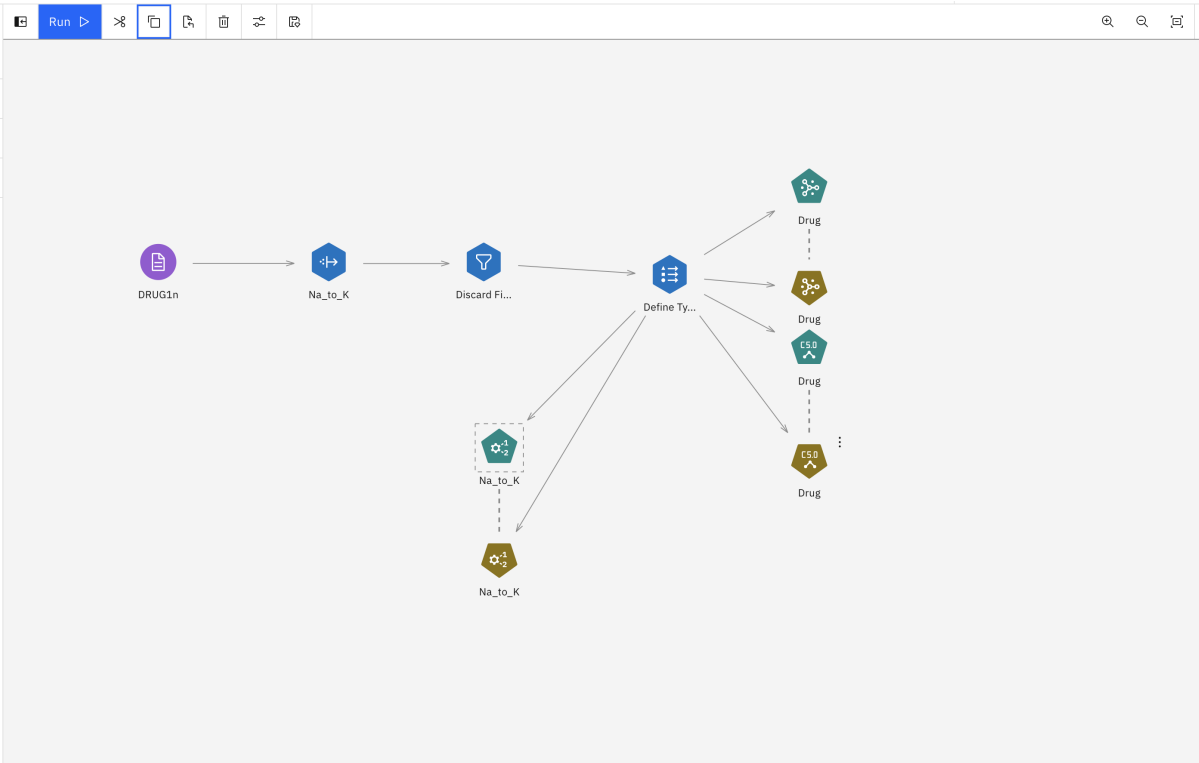 Run
Drug
DRUG1n
Na_to_K
Discard Fi...
Define Ty...
Drug
C5.0
Drug
Na_to_K
C5.0
Drug
Na_to_K